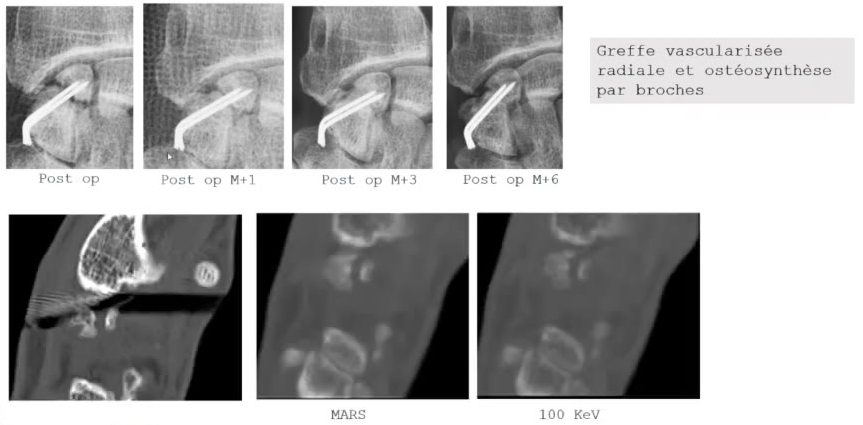 Greffe vascularisée
radiale et ostéosynthèse
par broches
Post op
Post op M+1
Post op M+3
Post op M+6
MARS
100 KeV